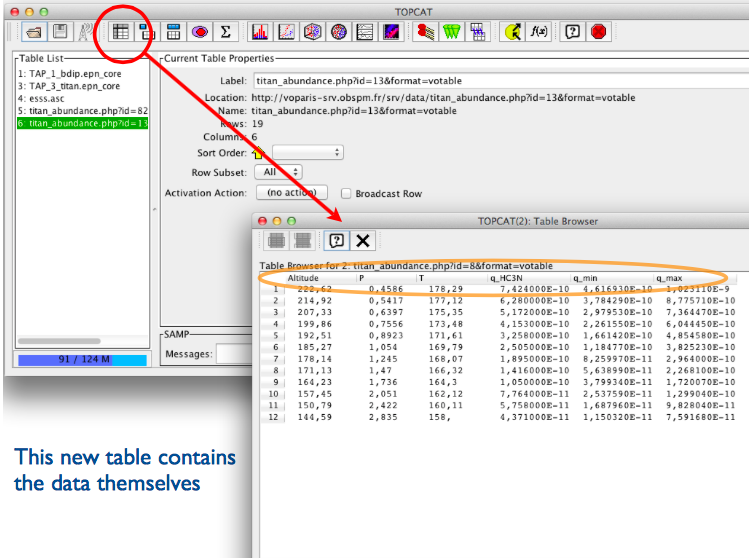 TOPCAT
Σ
f(x)
?
Table List
1: TAP_1_bdip.epn_core
3: TAP_3_titan.epn_core
4: esss.asc
5: titan_abundance.php?id=82
6: titan_abundance.php?id=13
91 / 124 M
Current Table Properties
Label: titan_abundance.php?id=13&format=votable
Location: http://voparis-srv.obspm.fr/srv/data/titan_abundance.php?id=13&format=votable
Name: titan_abundance.php?id=13&format=votable
Rows: 19
Columns: 6
Sort Order:
Row Subset: All
Activation Action: (no action) Broadcast Row
SAMP
Messages:
TOPCAT(2): Table Browser
?
Table Browser for 2: titan_abundance.php?id=8&format=votable
Altitude P T q_HC3N q_min q_max
1 222,62 0,4586 178,29 7,424000E-10 4,616930E-10 1,023110E-9
2 214,92 0,5417 177,12 6,280000E-10 3,784290E-10 8,775710E-10
3 207,33 0,6397 175,35 5,172000E-10 2,979530E-10 7,364470E-10
4 199,86 0,7556 173,48 4,153000E-10 2,261550E-10 6,044450E-10
5 192,51 0,8923 171,61 3,258000E-10 1,661420E-10 4,854580E-10
6 185,27 1,054 169,79 2,505000E-10 1,184770E-10 3,825230E-10
7 178,14 1,245 168,07 1,895000E-10 8,259970E-11 2,964000E-10
8 171,13 1,47 166,32 1,416000E-10 5,638990E-11 2,268100E-10
9 164,23 1,736 164,3 1,050000E-10 3,799340E-11 1,720070E-10
10 157,45 2,051 162,12 7,764000E-11 2,537590E-11 1,299040E-10
11 150,79 2,422 160,11 5,758000E-11 1,687960E-11 9,828040E-11
12 144,59 2,835 158, 4,371000E-11 1,150320E-11 7,591680E-11
This new table contains
the data themselves